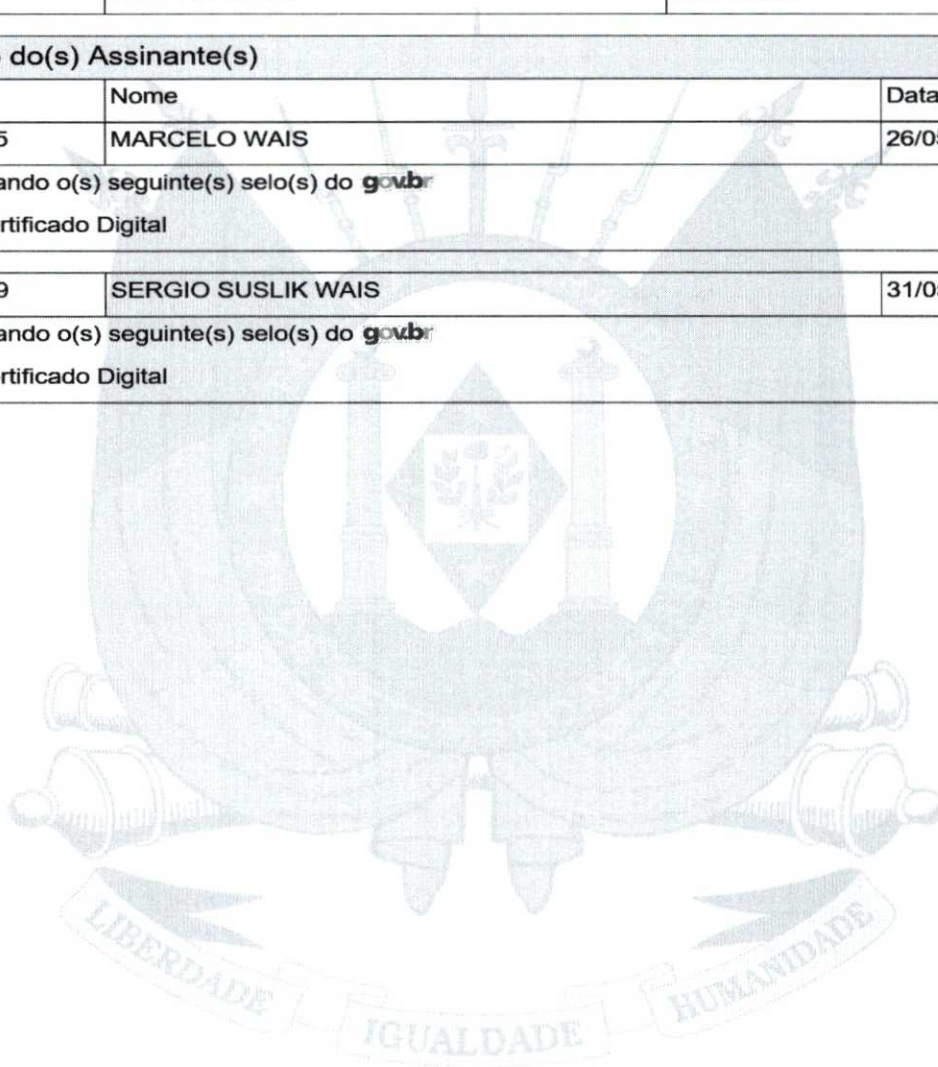 do(s) Assinante(s)
Nome Data
5 MARCELO WAIS 26/0
ando o(s) seguinte(s) selo(s) do gov.br
rtificado Digital
9 SERGIO SUSLIK WAIS 31/0
ando o(s) seguinte(s) selo(s) do gov.br
rtificado Digital
LIBERDADE
IGUALDADE
HUMANIDADE